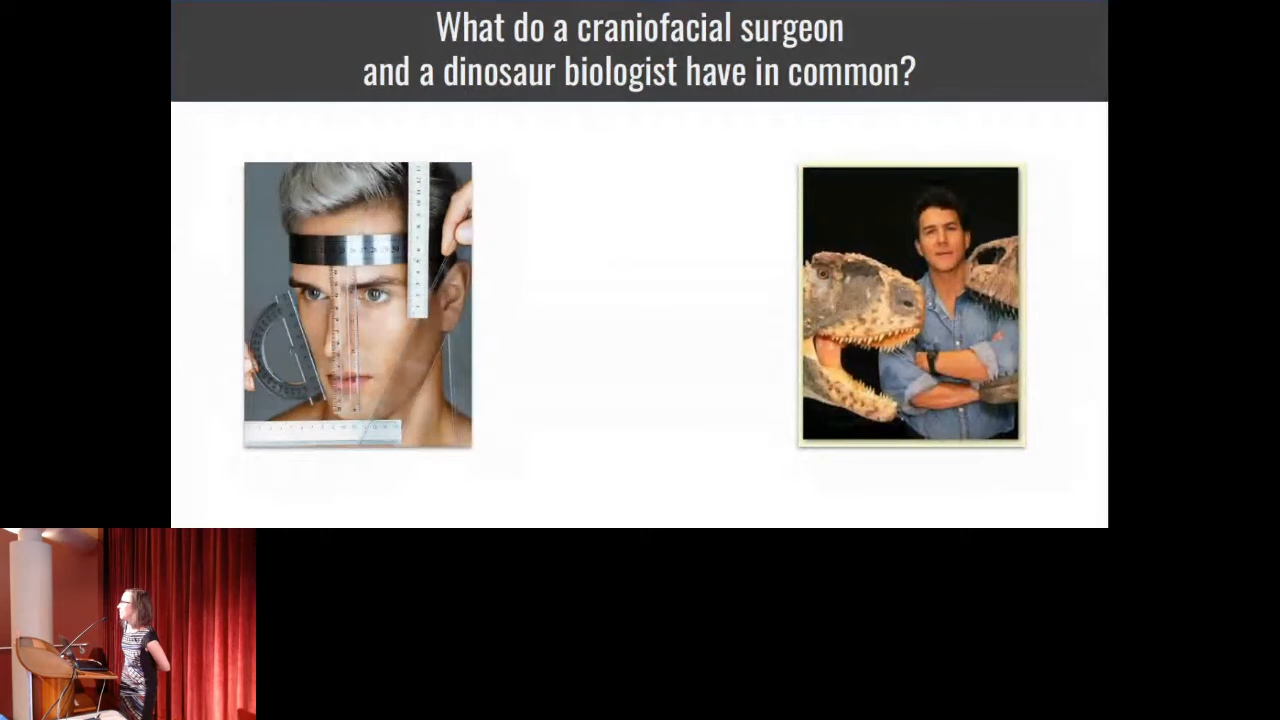 What do a craniofacial surgeon
and a dinosaur biologist have in common?